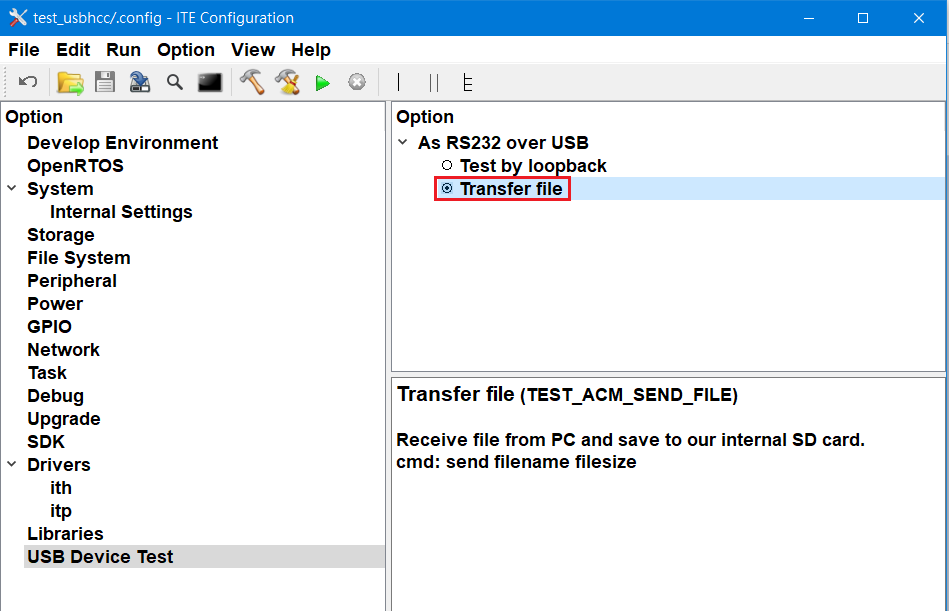 test_usbhcc/.config - ITE Configuration
File Edit Run Option View Help
Option
Develop Environment
OpenRTOS
System
Internal Settings
Storage
File System
Peripheral
Power
GPIO
Network
Task
Debug
Upgrade
SDK
Drivers
ith
itp
Libraries
USB Device Test
Option
As RS232 over USB
Test by loopback
Transfer file
Transfer file (TEST_ACM_SEND_FILE)
Receive file from PC and save to our internal SD card.
cmd: send filename filesize